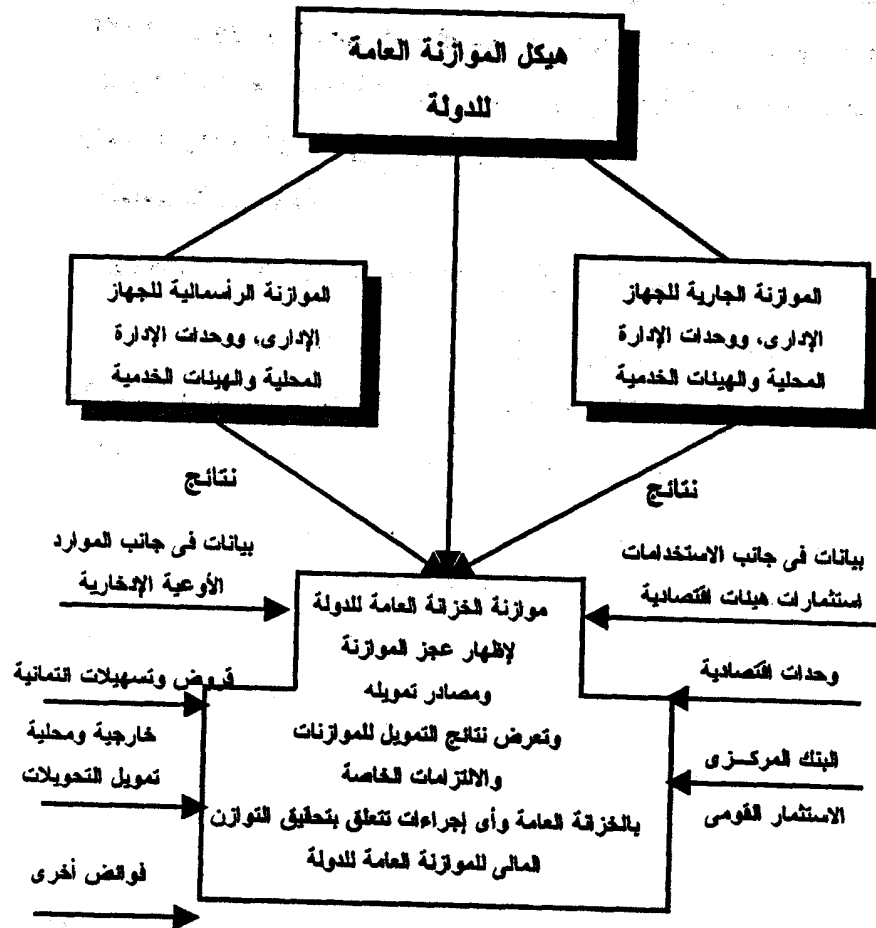 هيكل الموازنة العامة
للدولة
الموازنة الجارية للجهاز
الإدارى، ووحدات الإدارة
المحلية والهيئات الخدمية
الموازنة الرأسمالية للجهاز
الإدارى، ووحدات الإدارة
المحلية والهيئات الخدمية
نتائج
نتائج
بيانات فى جانب الاستخدامات
استثمارات هيئات اقتصادية
وحدات اقتصادية
البنك المركــزى
الاستثمار القومى
بيانات فى جانب الموارد
الأوعية الإدخارية
قروض وتسهيلات ائتمانية
خارجية ومحلية
تمويل التحويلات
فوائض أخرى
موازنة الخزانة العامة للدولة
لإظهار عجز الموازنة
ومصادر تمويله
وتعرض نتائج التمويل للموازنات
والالتزامات الخاصة
بالخزانة العامة وأى إجراءات تتعلق بتحقيق التوازن
المالى للموازنة العامة للدولة